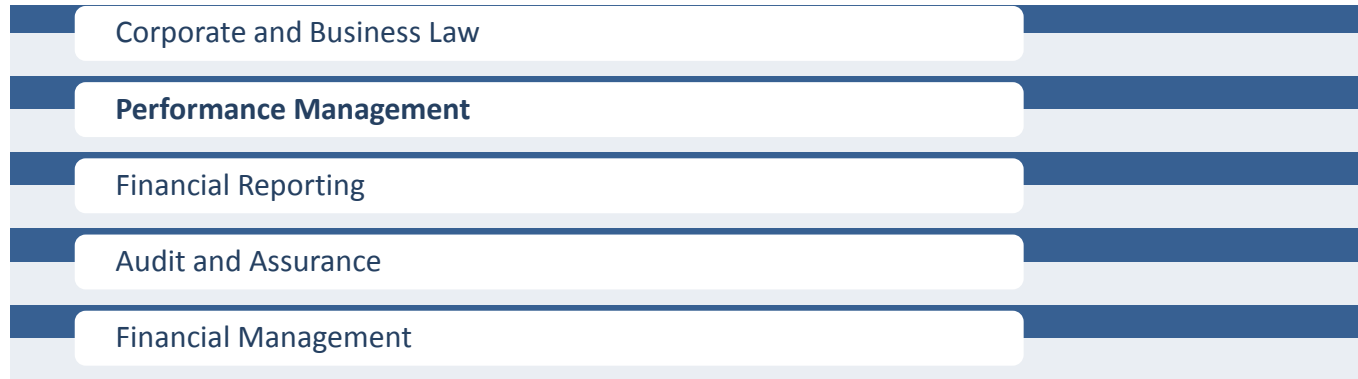 Corporate and Business Law
Performance Management
Financial Reporting
Audit and Assurance
Financial Management